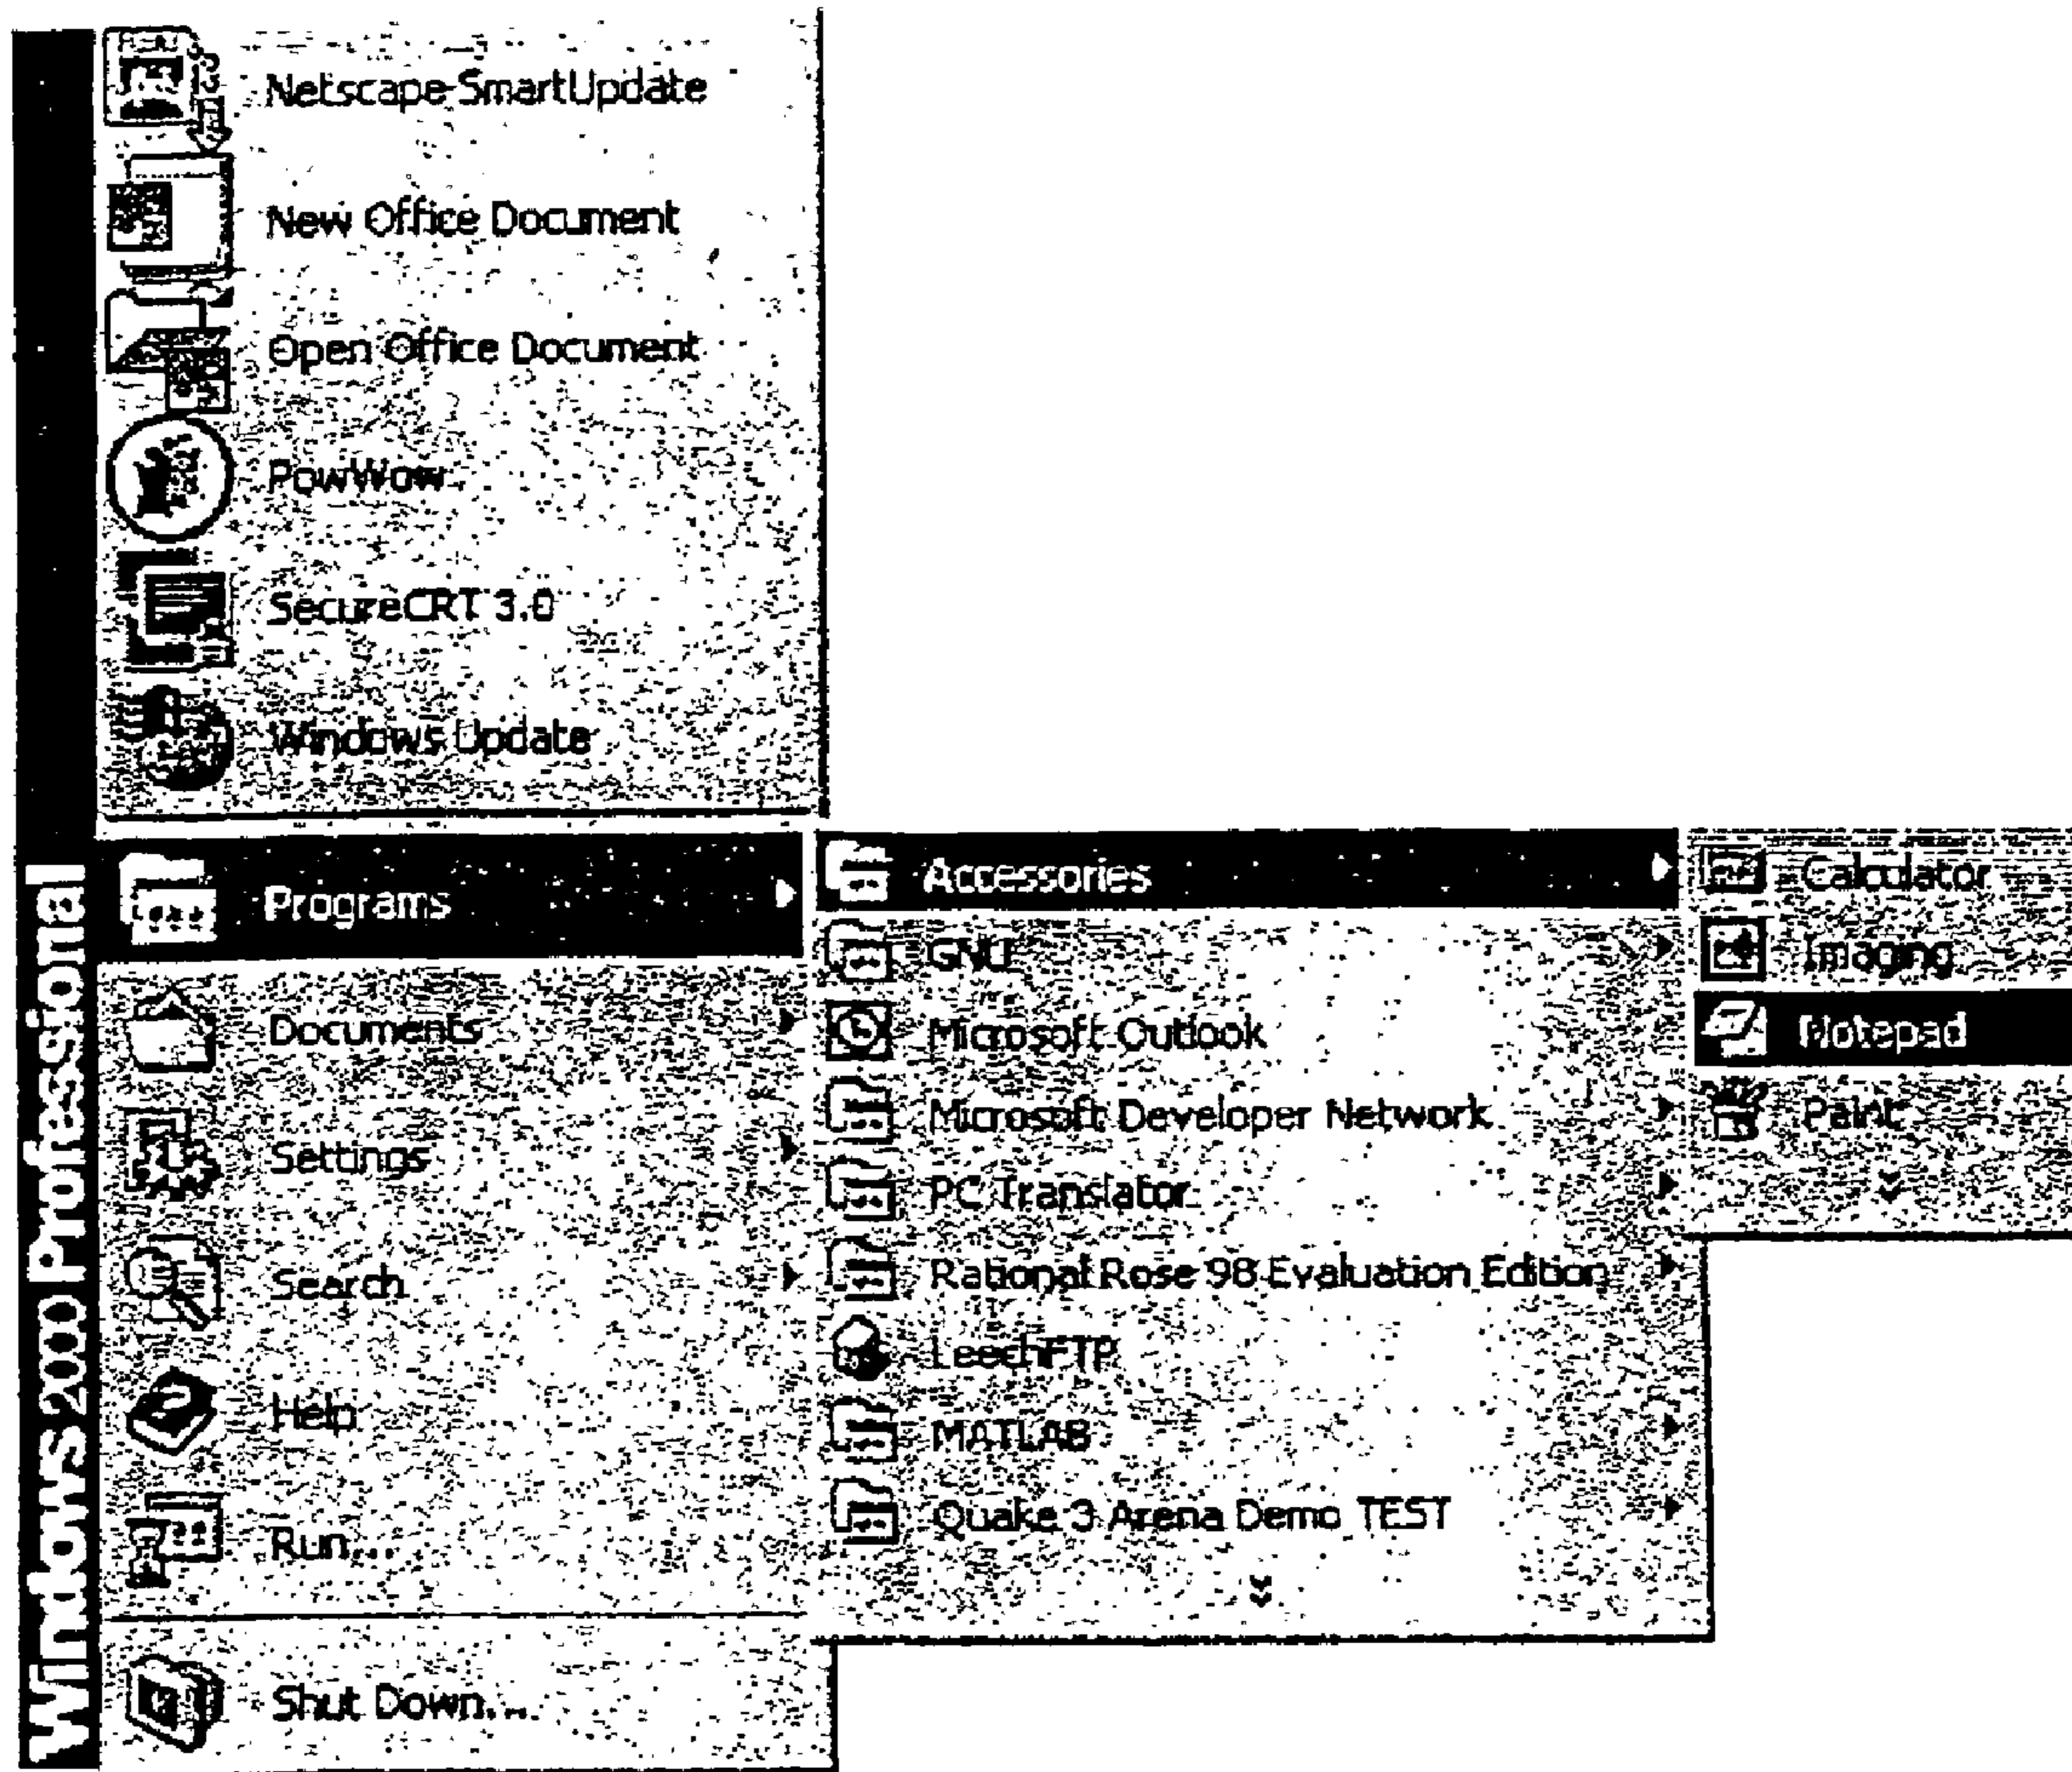 Netscape SmartUpdate
New Office Document
Open Office Document
PowWow
SecureCRT 3.0
Windows Update
Programs
Documents
Settings
Search
Help
Run...
Shut Down...
Windows 2000 Professional
Accessories
GNU
Microsoft Outlook
Microsoft Developer Network
PC Translator
Rational Rose 98 Evaluation Edition
LeechFTP
MATLAB
Quake 3 Arena Demo TEST
Calculator
Imaging
Notepad
Paint